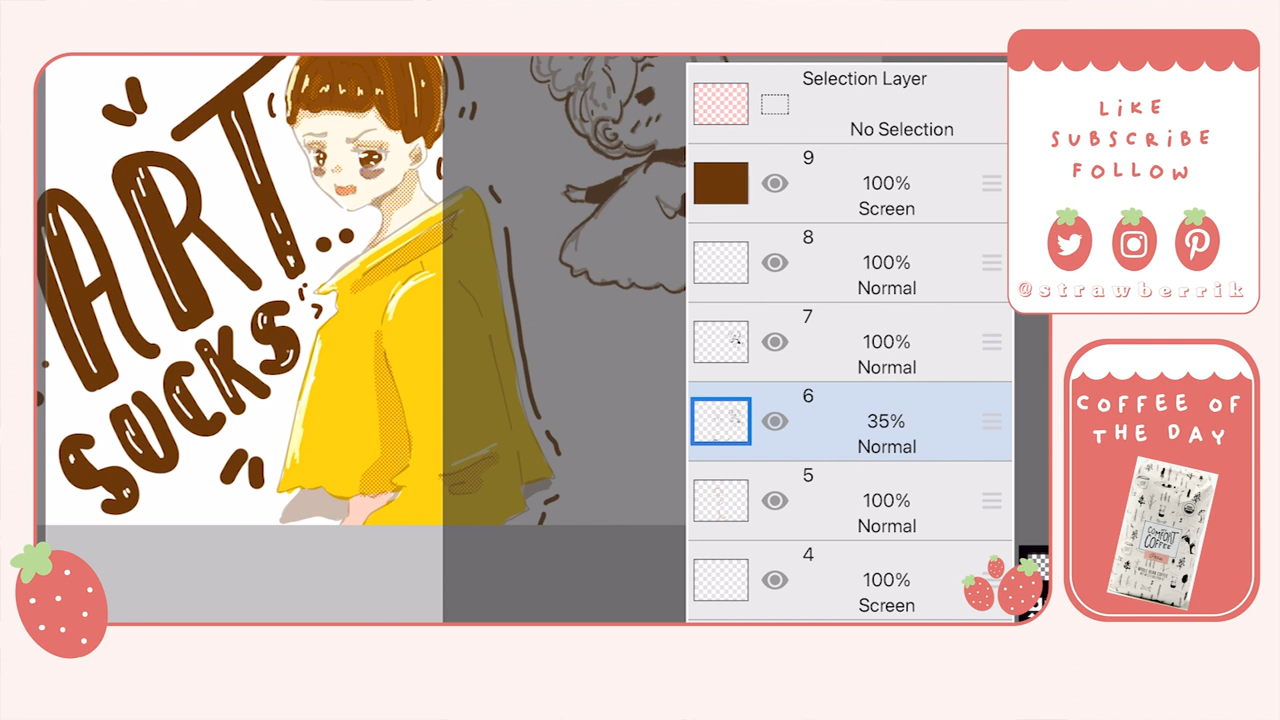 ART
SUCKS
Selection Layer
No Selection
9
100%
Screen
8
100%
Normal
7
100%
Normal
6
35%
Normal
5
100%
Normal
4
100%
Screen
LiKE
SUBSCRiBE
FOLLOW
@strawberrik
COFFEE OF
THE DAY
COMFORT
COFFEE